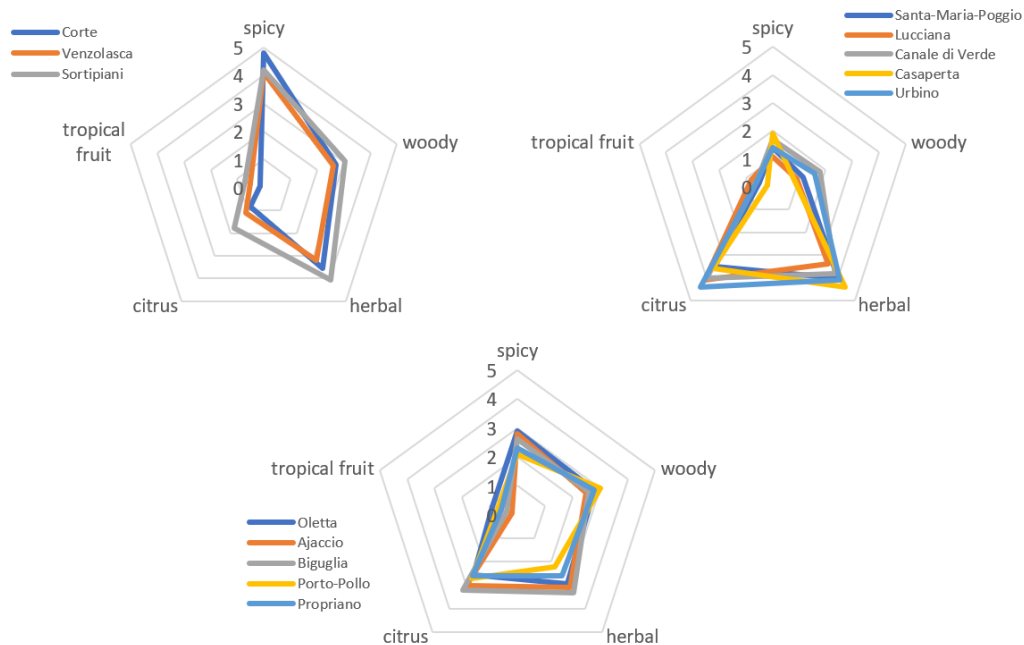 spicy
Corte
Venzolasca
Sortipiani
5
4
3
2
1
0
tropical
fruit
woody
citrus
herbal
Santa-Maria-Poggio
Lucciana
Canale di Verde
Casaperta
Urbino
spicy
5
4
3
2
1
0
tropical fruit
woody
citrus
herbal
spicy
5
4
3
2
1
0
tropical fruit
woody
Oletta
Ajaccio
Biguglia
Porto-Pollo
Propriano
citrus
herbal